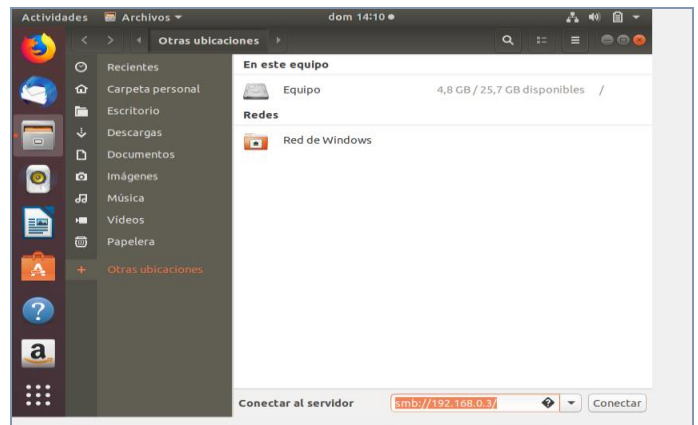 Actividades Archivos dom 14:10
Otras ubicaciones
Recientes
Carpeta personal
Escritorio
Descargas
Documentos
Imágenes
Música
Vídeos
Papelera
Otras ubicaciones
En este equipo
Equipo 4,8 GB / 25,7 GB disponibles /
Redes
Red de Windows
Conectar al servidor smb://192.168.0.3/ Conectar